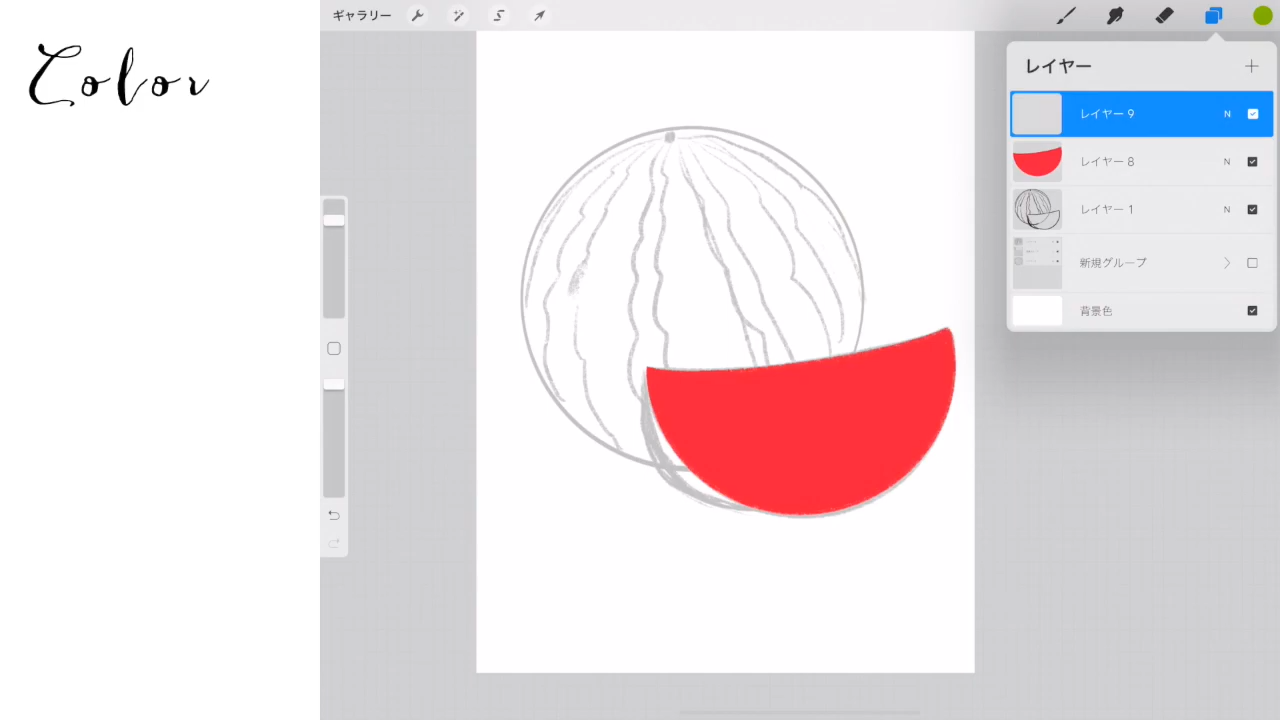 Color
ギャラリー
レイヤー
レイヤー 9 N
レイヤー 8 N
レイヤー 1 N
新規グループ
背景色